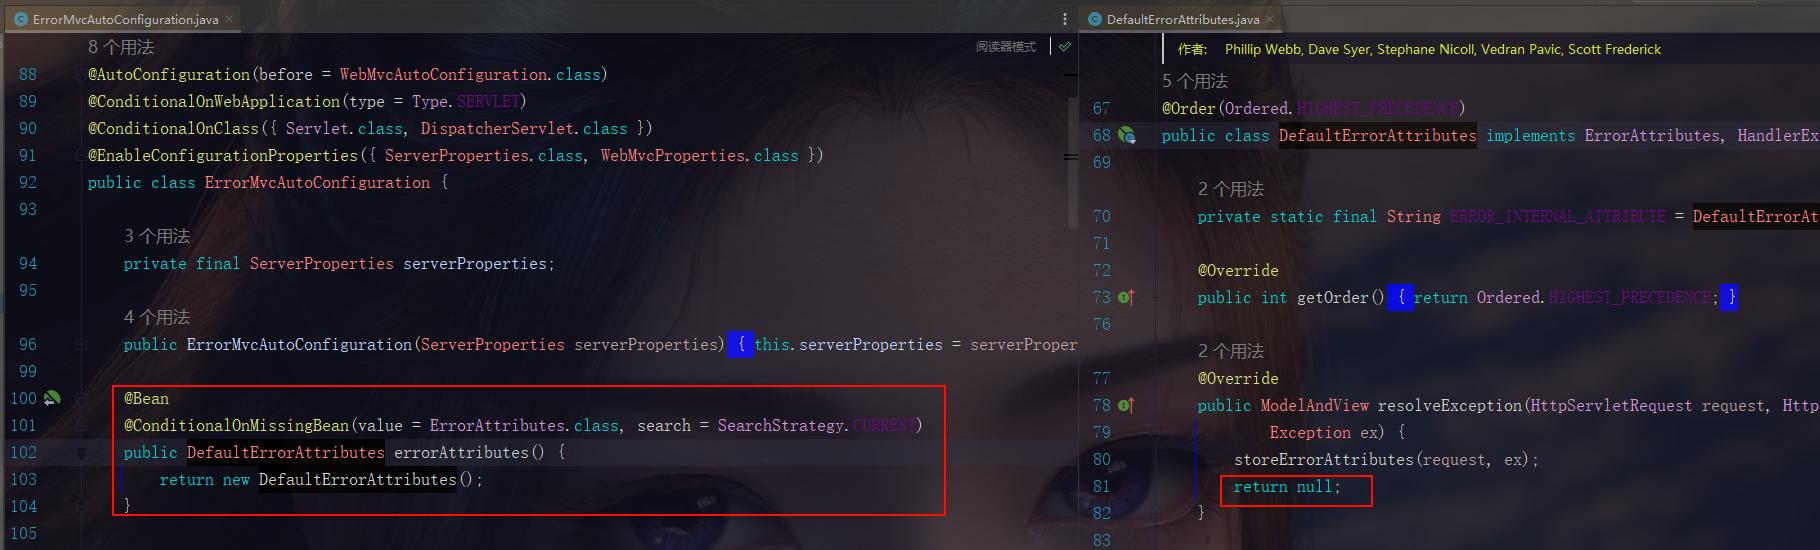 ErrorMvcAutoConfiguration.java
8 个用法
阅读器模式
88 @AutoConfiguration(before = WebMvcAutoConfiguration.class)
89 @ConditionalOnWebApplication(type = Type.SERVLET)
90 @ConditionalOnClass({ Servlet.class, DispatcherServlet.class })
91 @EnableConfigurationProperties({ ServerProperties.class, WebMvcProperties.class })
92 public class ErrorMvcAutoConfiguration {
93
3 个用法
94 private final ServerProperties serverProperties;
95
4 个用法
96 public ErrorMvcAutoConfiguration(ServerProperties serverProperties) { this.serverProperties = serverProper
99
100 @Bean
101 @ConditionalOnMissingBean(value = ErrorAttributes.class, search = SearchStrategy.CURRENT)
102 public DefaultErrorAttributes errorAttributes() {
103 return new DefaultErrorAttributes();
104 }
105
DefaultErrorAttributes.java
作者: Phillip Webb, Dave Syer, Stephane Nicoll, Vedran Pavic, Scott Frederick
5 个用法
67 @Order(Ordered.HIGHEST_PRECEDENCE)
68 public class DefaultErrorAttributes implements ErrorAttributes, HandlerEx
69
2 个用法
70 private static final String ERROR_INTERNAL_ATTRIBUTE = DefaultErrorAt
71
72 @Override
73 public int getOrder() { return Ordered.HIGHEST_PRECEDENCE; }
76
2 个用法
77 @Override
78 public ModelAndView resolveException(HttpServletRequest request, Http
79 Exception ex) {
80 storeErrorAttributes(request, ex);
81 return null;
82 }
83